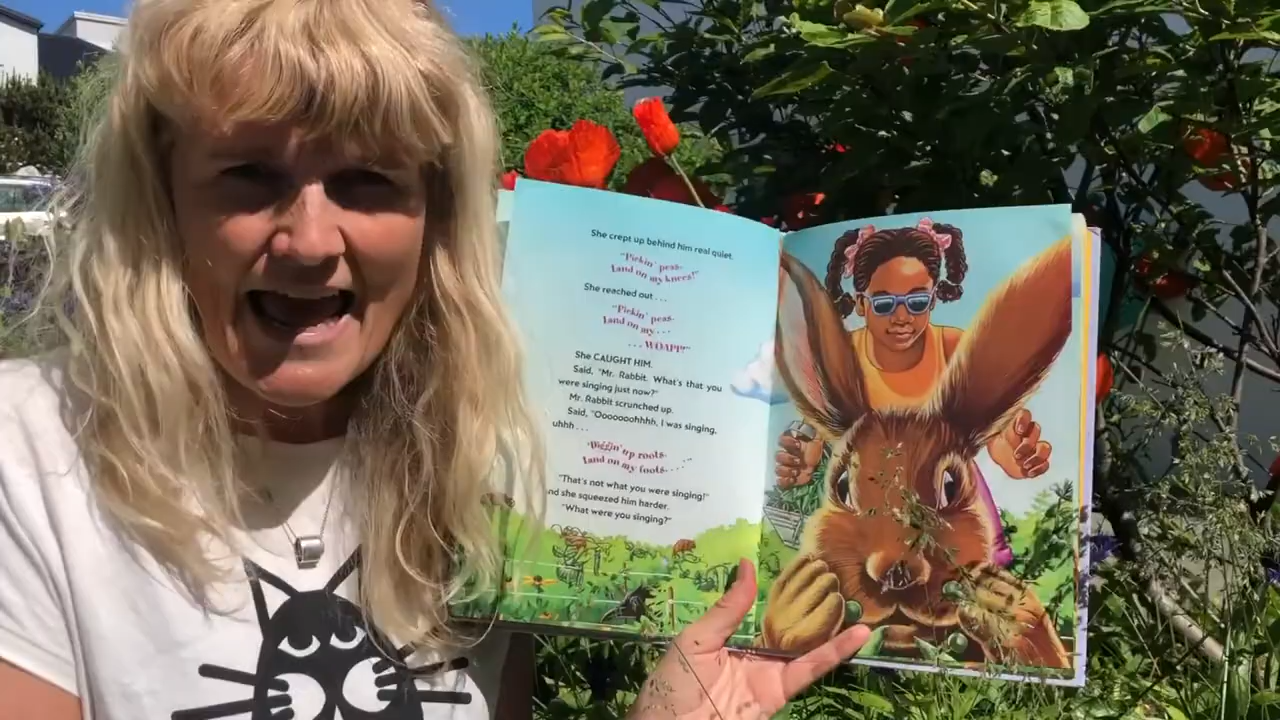 She crept up behind him real quiet.
"Pickin' peas-
Land on my knees!"
She reached out . . .
"Pickin' peas-
Land on my . . .
. . . WOAPP!"
She CAUGHT HIM.
Said, "Mr. Rabbit. What's that you
were singing just now?"
Mr. Rabbit scrunched up.
Said, "Oooooohhhh, I was singing,
uhhh . . .
"Diggin' up roots-
Land on my foots- . . ."
"That's not what you were singing!"
nd she squeezed him harder.
"What were you singing?"